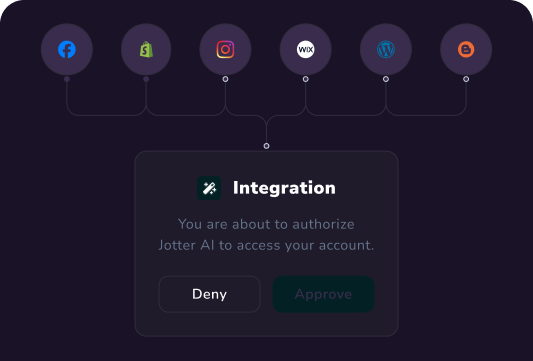 WIX
Integration
You are about to authorize
Jotter AI to access your account.
Deny
Approve